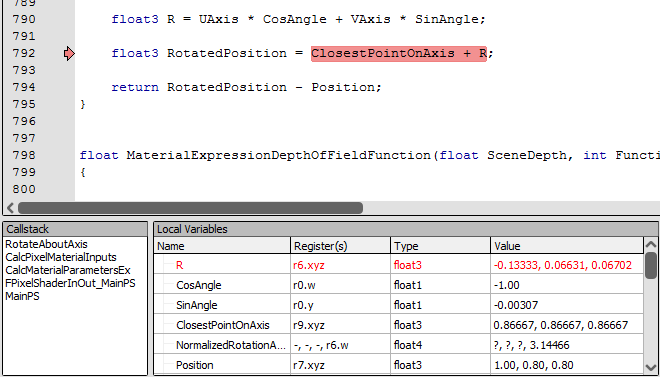 789
790 float3 R = UAxis * CosAngle + VAxis * SinAngle;
791
792 float3 RotatedPosition = ClosestPointOnAxis + R;
793
794 return RotatedPosition - Position;
795 }
796
797
798 float MaterialExpressionDepthOfFieldFunction(float SceneDepth, int Functi
799 {
800
Callstack
RotateAboutAxis
CalcPixelMaterialInputs
CalcMaterialParametersEx
FPixelShaderInOut_MainPS
MainPS
Local Variables
Name Register(s) Type Value
R r6.xyz float3 -0.13333, 0.06631, 0.06702
CosAngle r0.w float1 -1.00
SinAngle r0.y float1 -0.00307
ClosestPointOnAxis r9.xyz float3 0.86667, 0.86667, 0.86667
NormalizedRotationA... -, -, -, r6.w float4 ?, ?, ?, 3.14466
Position r7.xyz float3 1.00, 0.80, 0.80